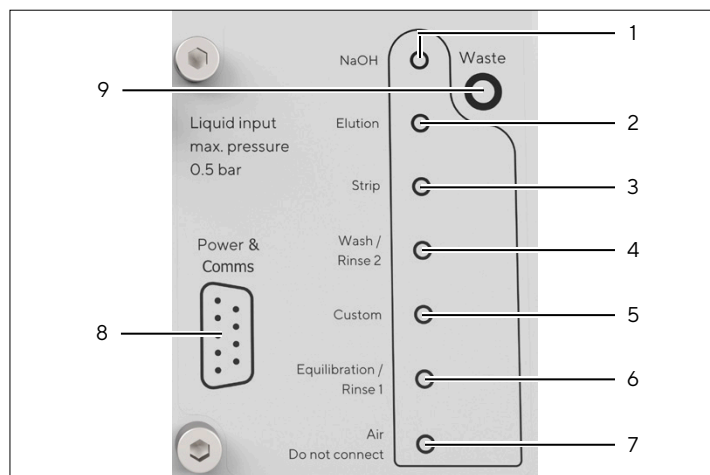 1
NaOH
Waste
9
Liquid input
max. pressure
0.5 bar
Elution
2
Strip
3
Power &
Comms
Wash /
Rinse 2
4
8
Custom
5
Equilibration /
Rinse 1
6
Air
Do not connect
7